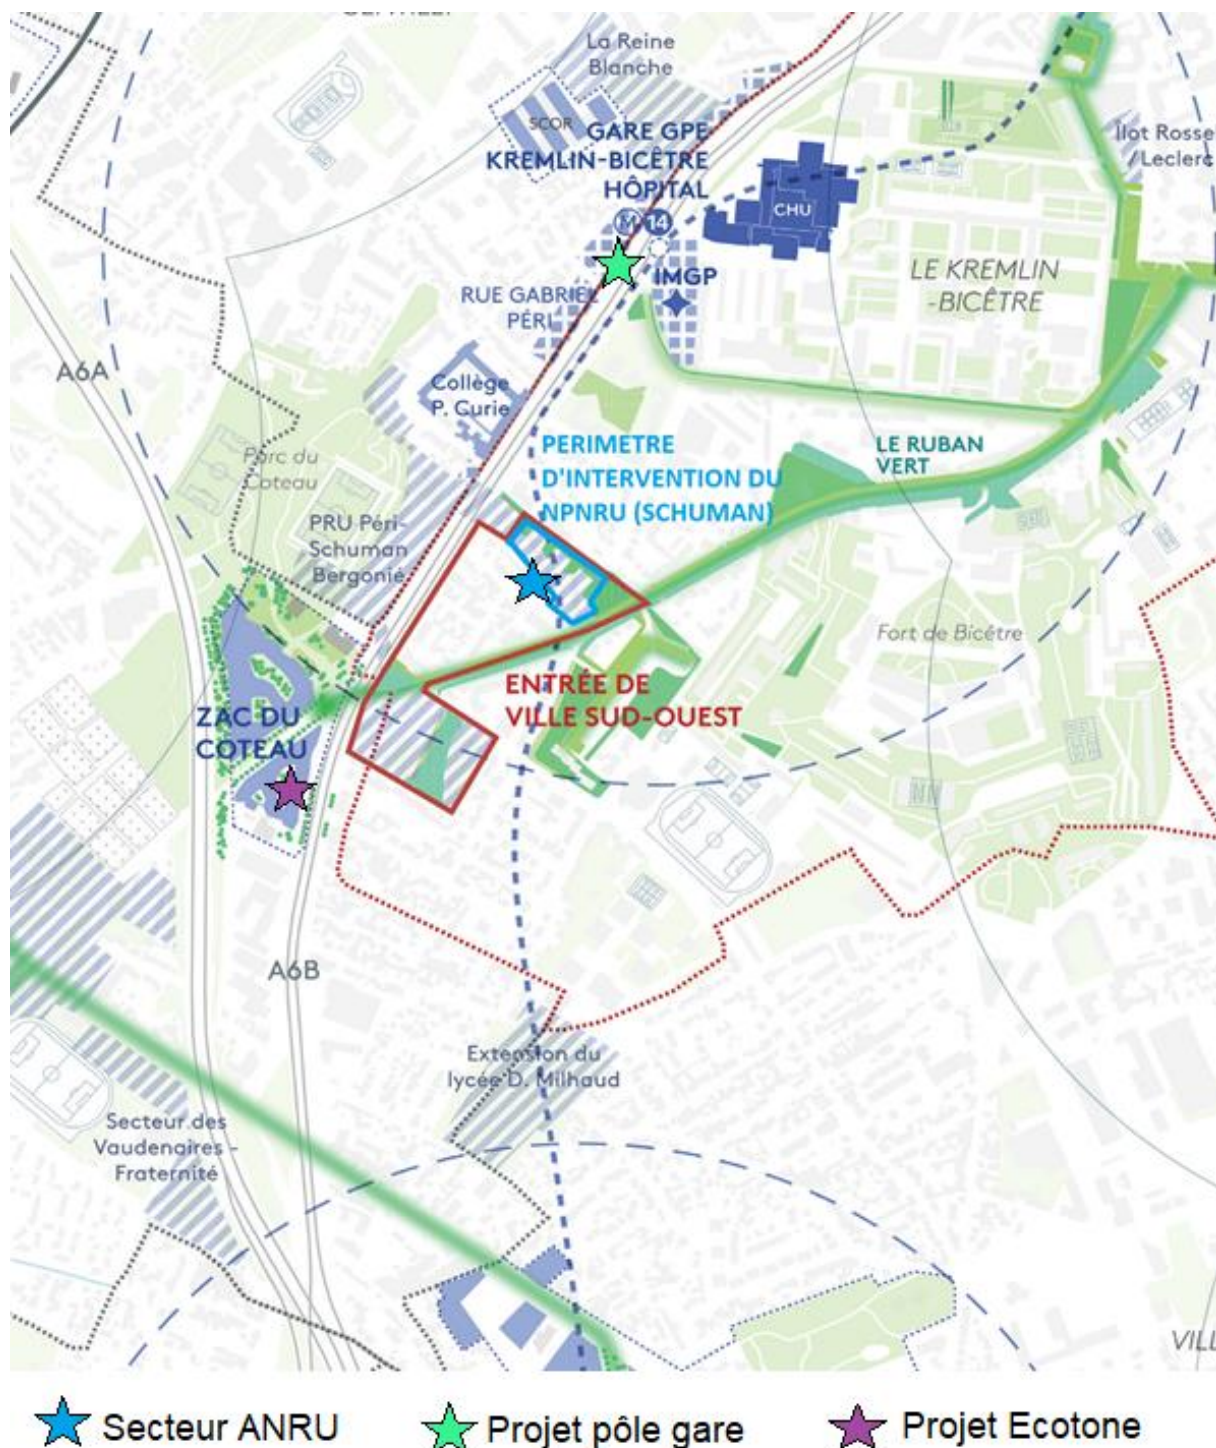 La Reine
Blanche
SCOR
GARE GPE
KREMLIN-BICÊTRE
HÔPITAL
M 14
CHU
Ilot Rosse
/Leclerc
IMGP
LE KREMLIN
-BICÊTRE
RUE GABRIEL
PÉRI
A6A
Collège
P. Curie
PERIMETRE
D'INTERVENTION DU
NPNRU (SCHUMAN)
LE RUBAN
VERT
Parc du
Coteau
PRU Péri-
Schuman
Bergonié
Fort de Bicêtre
ENTRÉE DE
VILLE SUD-OUEST
ZAC DU
COTEAU
A6B
Extension du
lycée D. Milhaud
Secteur des
Vaudenaires -
Fraternité
VILL
Secteur ANRU
Projet pôle gare
Projet Ecotone